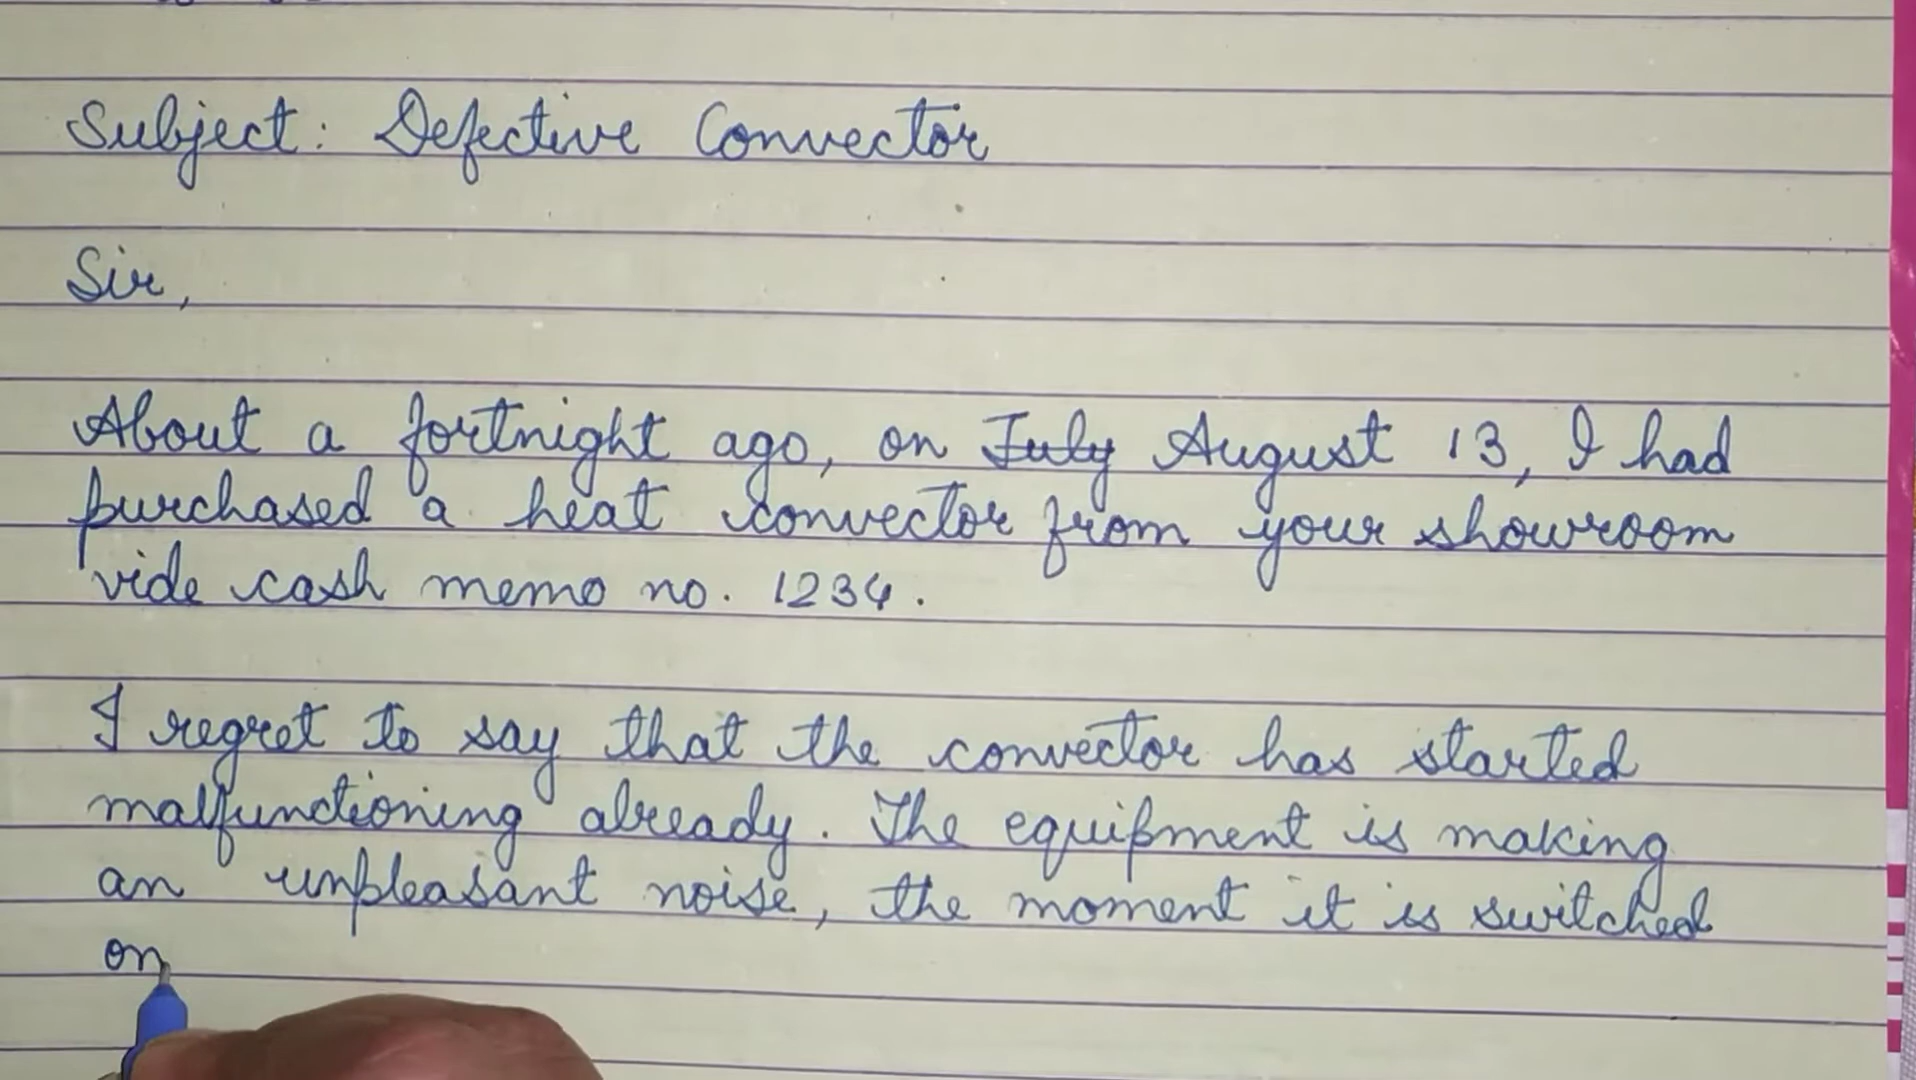 Subject: Defective Convector
Sir,
About a fortnight ago, on July August 13, I had
purchased a heat convector from your showroom
vide cash memo no. 1234.
I regret to say that the convector has started
malfunctioning already. The equipment is making
an unpleasant noise, the moment it is switched
on